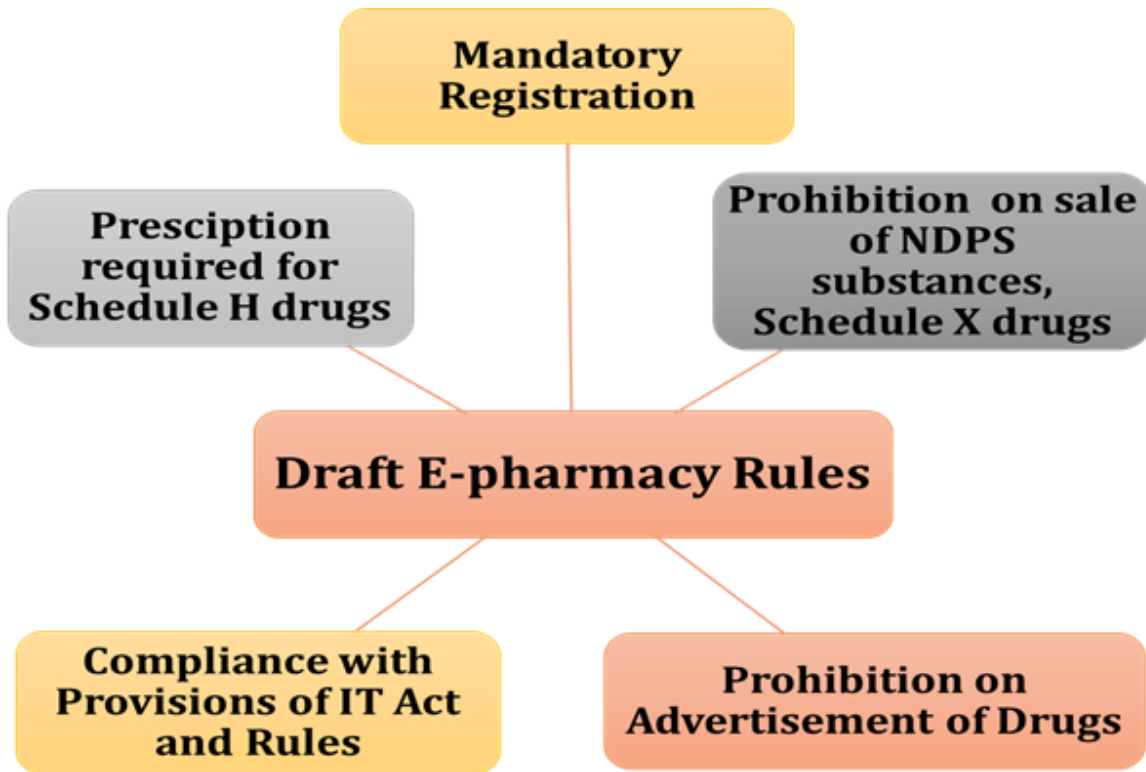 Mandatory
Registration
Presciption
required for
Schedule H drugs
Prohibition on sale
of NDPS
substances,
Schedule X drugs
Draft E-pharmacy Rules
Compliance with
Provisions of IT Act
and Rules
Prohibition on
Advertisement of Drugs